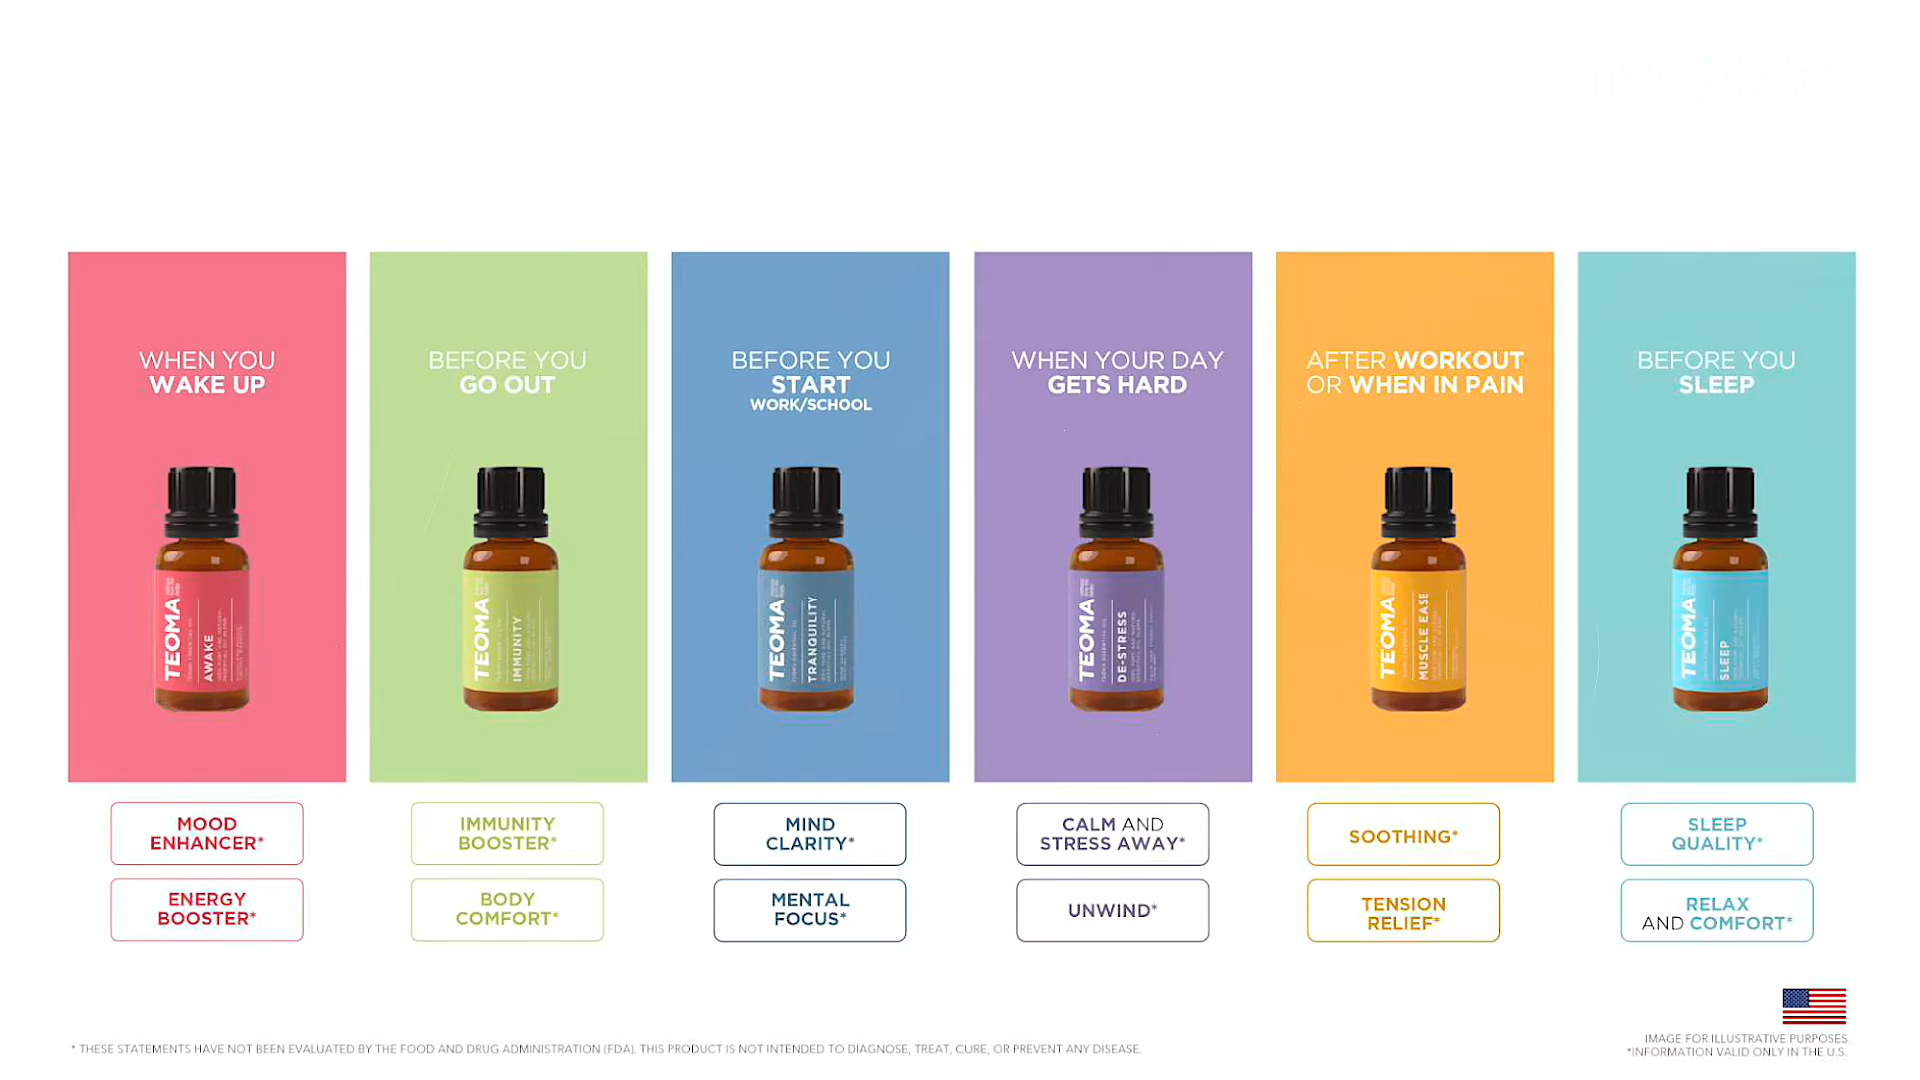 WHEN YOU
WAKE UP
BEFORE YOU
GO OUT
BEFORE YOU
START
WORK/SCHOOL
WHEN YOUR DAY
GETS HARD
AFTER WORKOUT
OR WHEN IN PAIN
BEFORE YOU
SLEEP
TEOMA
AWAKE
TEOMA
IMMUNITY
TEOMA
TRANQUILITY
TEOMA
DE-STRESS
TEOMA
MUSCLE EASE
TEOMA
SLEEP
MOOD
ENHANCER*
ENERGY
BOOSTER*
IMMUNITY
BOOSTER*
BODY
COMFORT*
MIND
CLARITY*
MENTAL
FOCUS*
CALM AND
STRESS AWAY*
UNWIND*
SOOTHING*
TENSION
RELIEF*
SLEEP
QUALITY*
RELAX
AND COMFORT*
* THESE STATEMENTS HAVE NOT BEEN EVALUATED BY THE FOOD AND DRUG ADMINISTRATION (FDA). THIS PRODUCT IS NOT INTENDED TO DIAGNOSE, TREAT, CURE, OR PREVENT ANY DISEASE.
IMAGE FOR ILLUSTRATIVE PURPOSES
*INFORMATION VALID ONLY IN THE U.S.